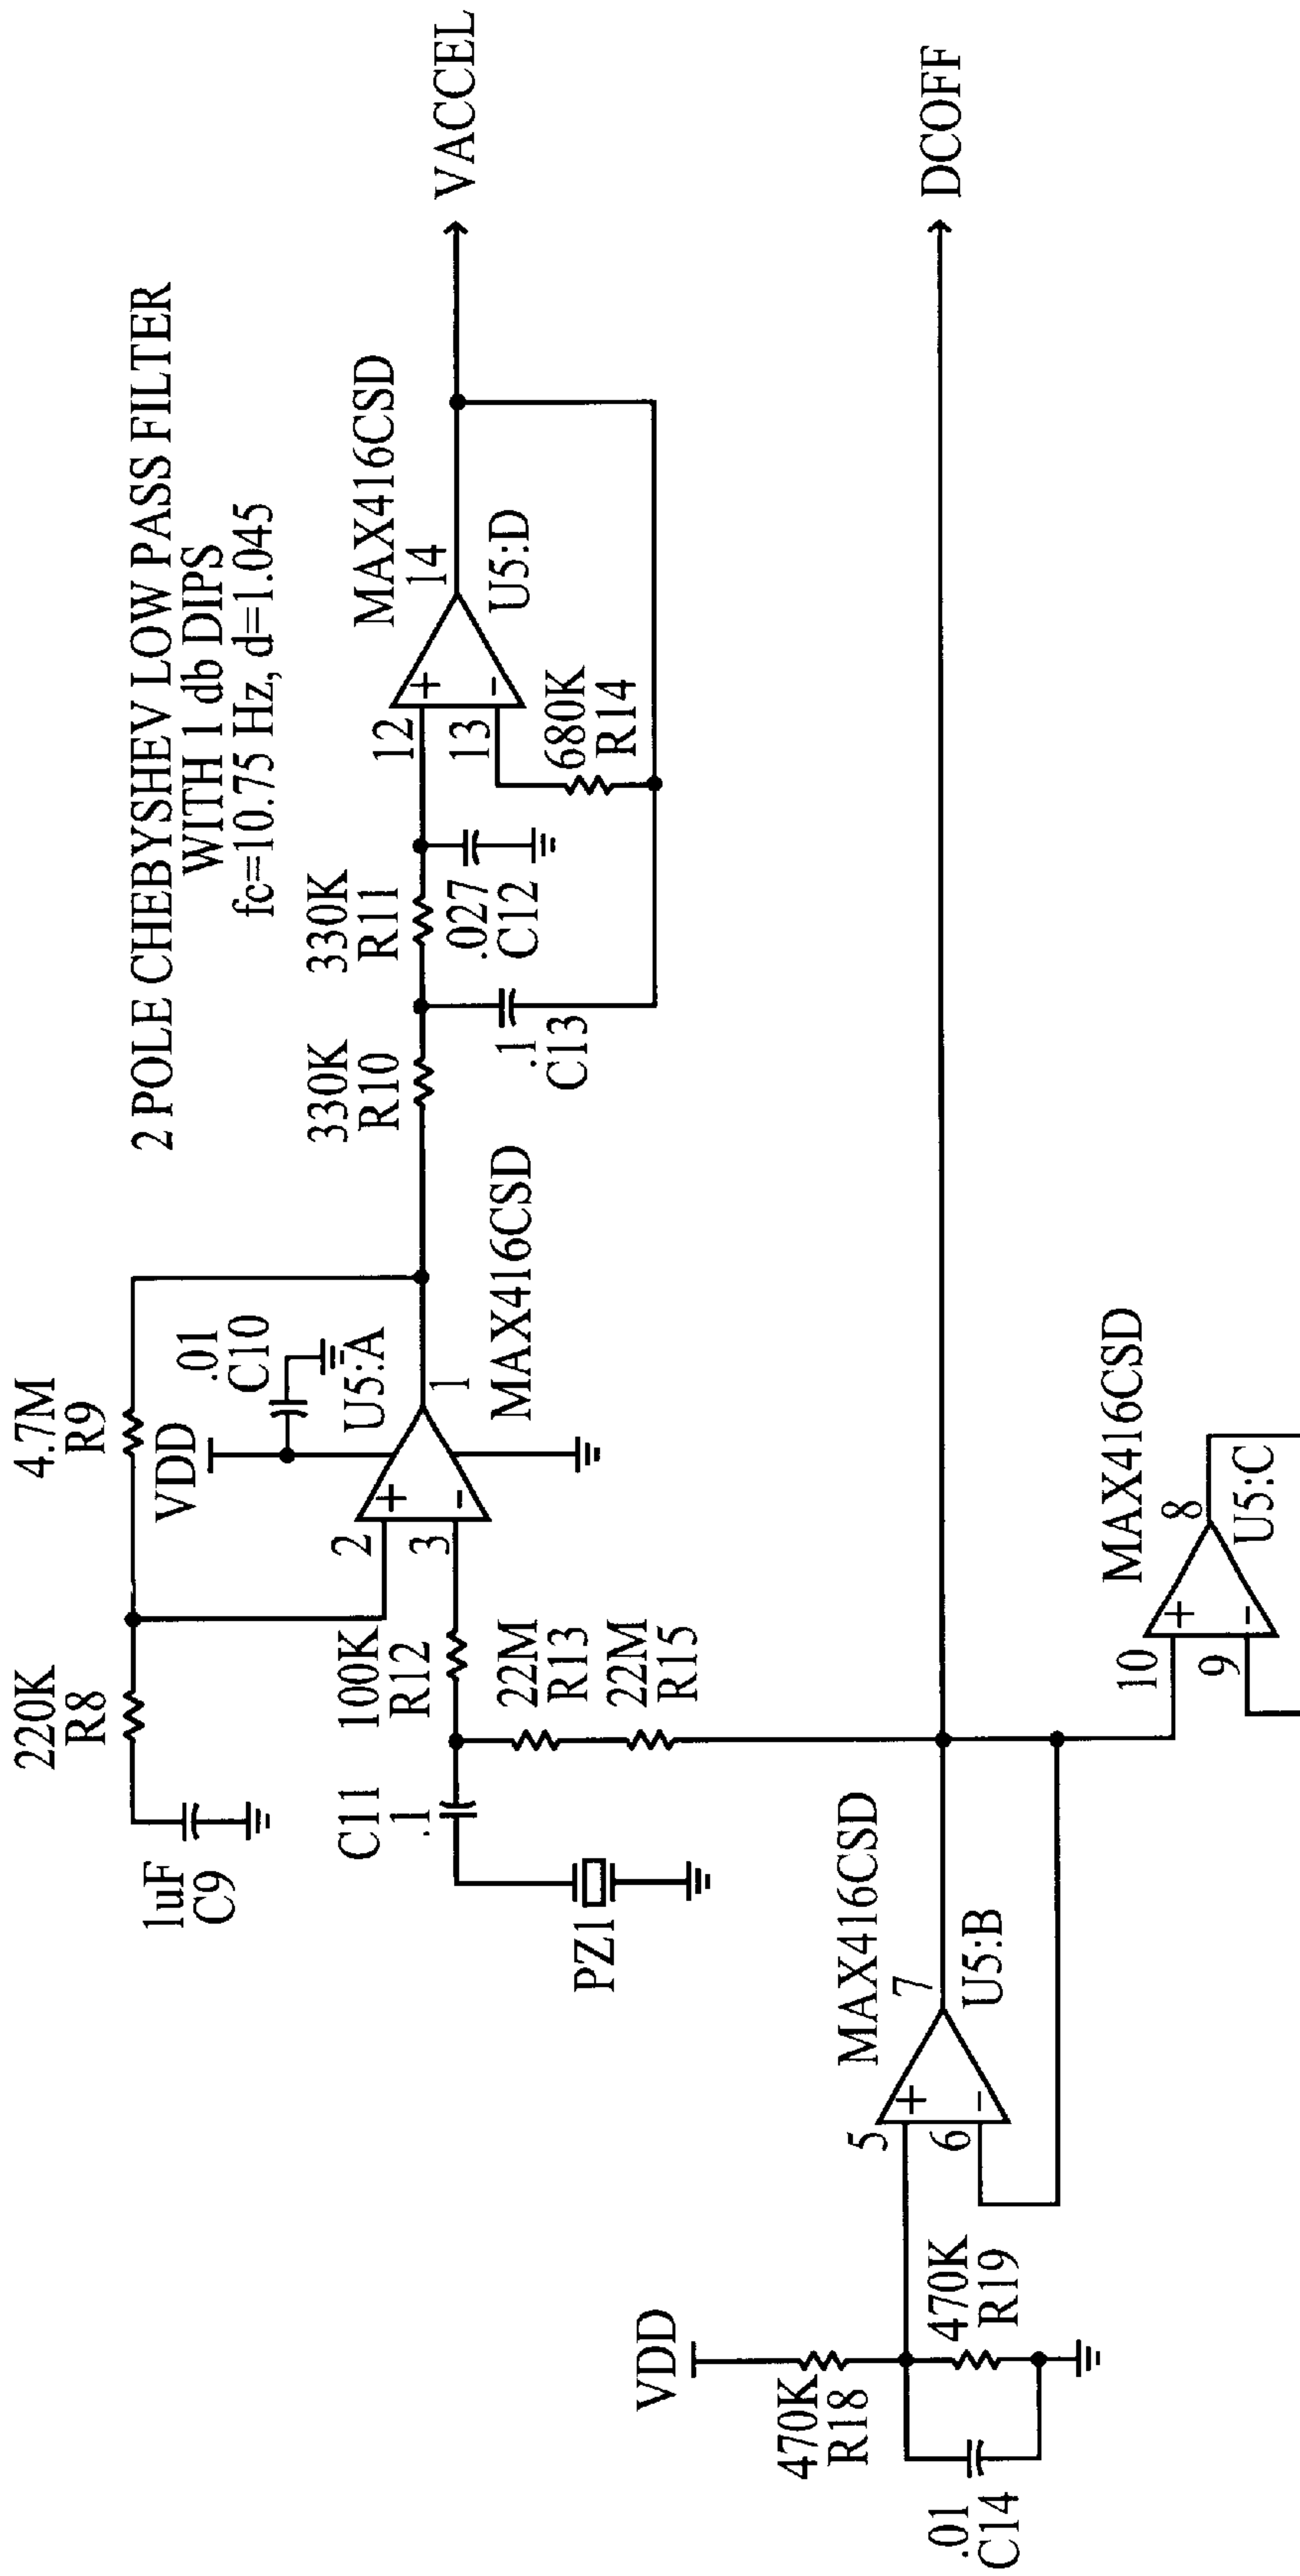 2 POLE CHEBYSHEV LOW PASS FILTER
WITH 1 db DIPS
fc=10.75 Hz, d=1.045
220K
R8
4.7M
R9
1uF
C9
VDD
.01
C10
U5:A
2
3
1
+
-
MAX416CSD
C11
.1
100K
R12
22M
R13
22M
R15
PZ1
330K
R10
330K
R11
.1
C13
.027
C12
12
13
+
-
MAX416CSD
14
U5:D
680K
R14
VACCEL
VDD
470K
R18
470K
R19
.01
C14
5
6
+
-
MAX416CSD
7
U5:B
DCOFF
MAX416CSD
10
9
+
-
8
U5:C